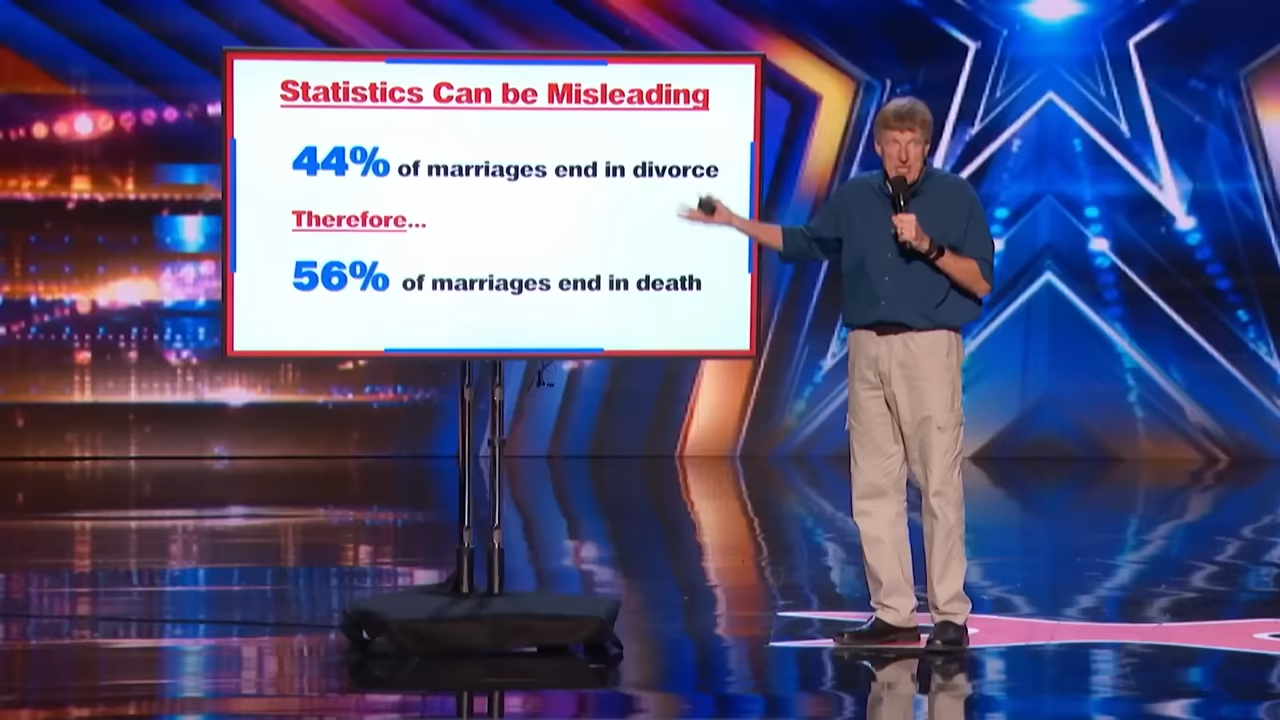 Statistics Can be Misleading
44% of marriages end in divorce
Therefore...
56% of marriages end in death